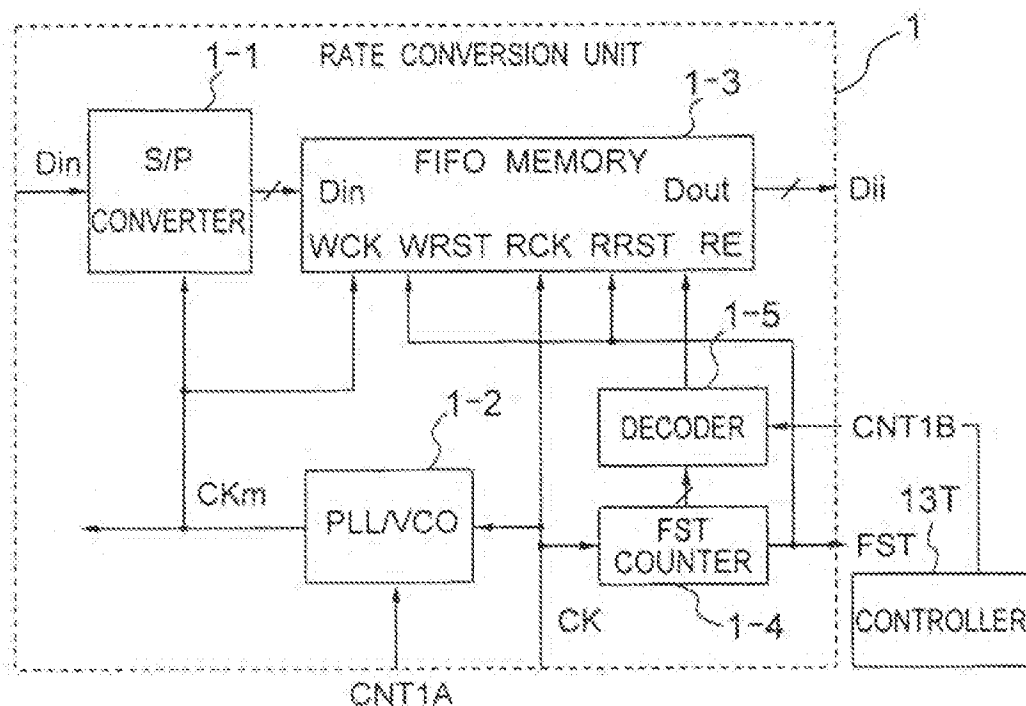 RATE CONVERSION UNIT
1
1-1
1-3
Din
S/P
CONVERTER
FIFO MEMORY
Din
Dout
Dii
WCK WRST RCK RRST RE
1-5
DECODER
CNT1B
1-2
CKm
PLL/VCO
FST
COUNTER
FST
13T
CONTROLLER
CK
1-4
CNT1A